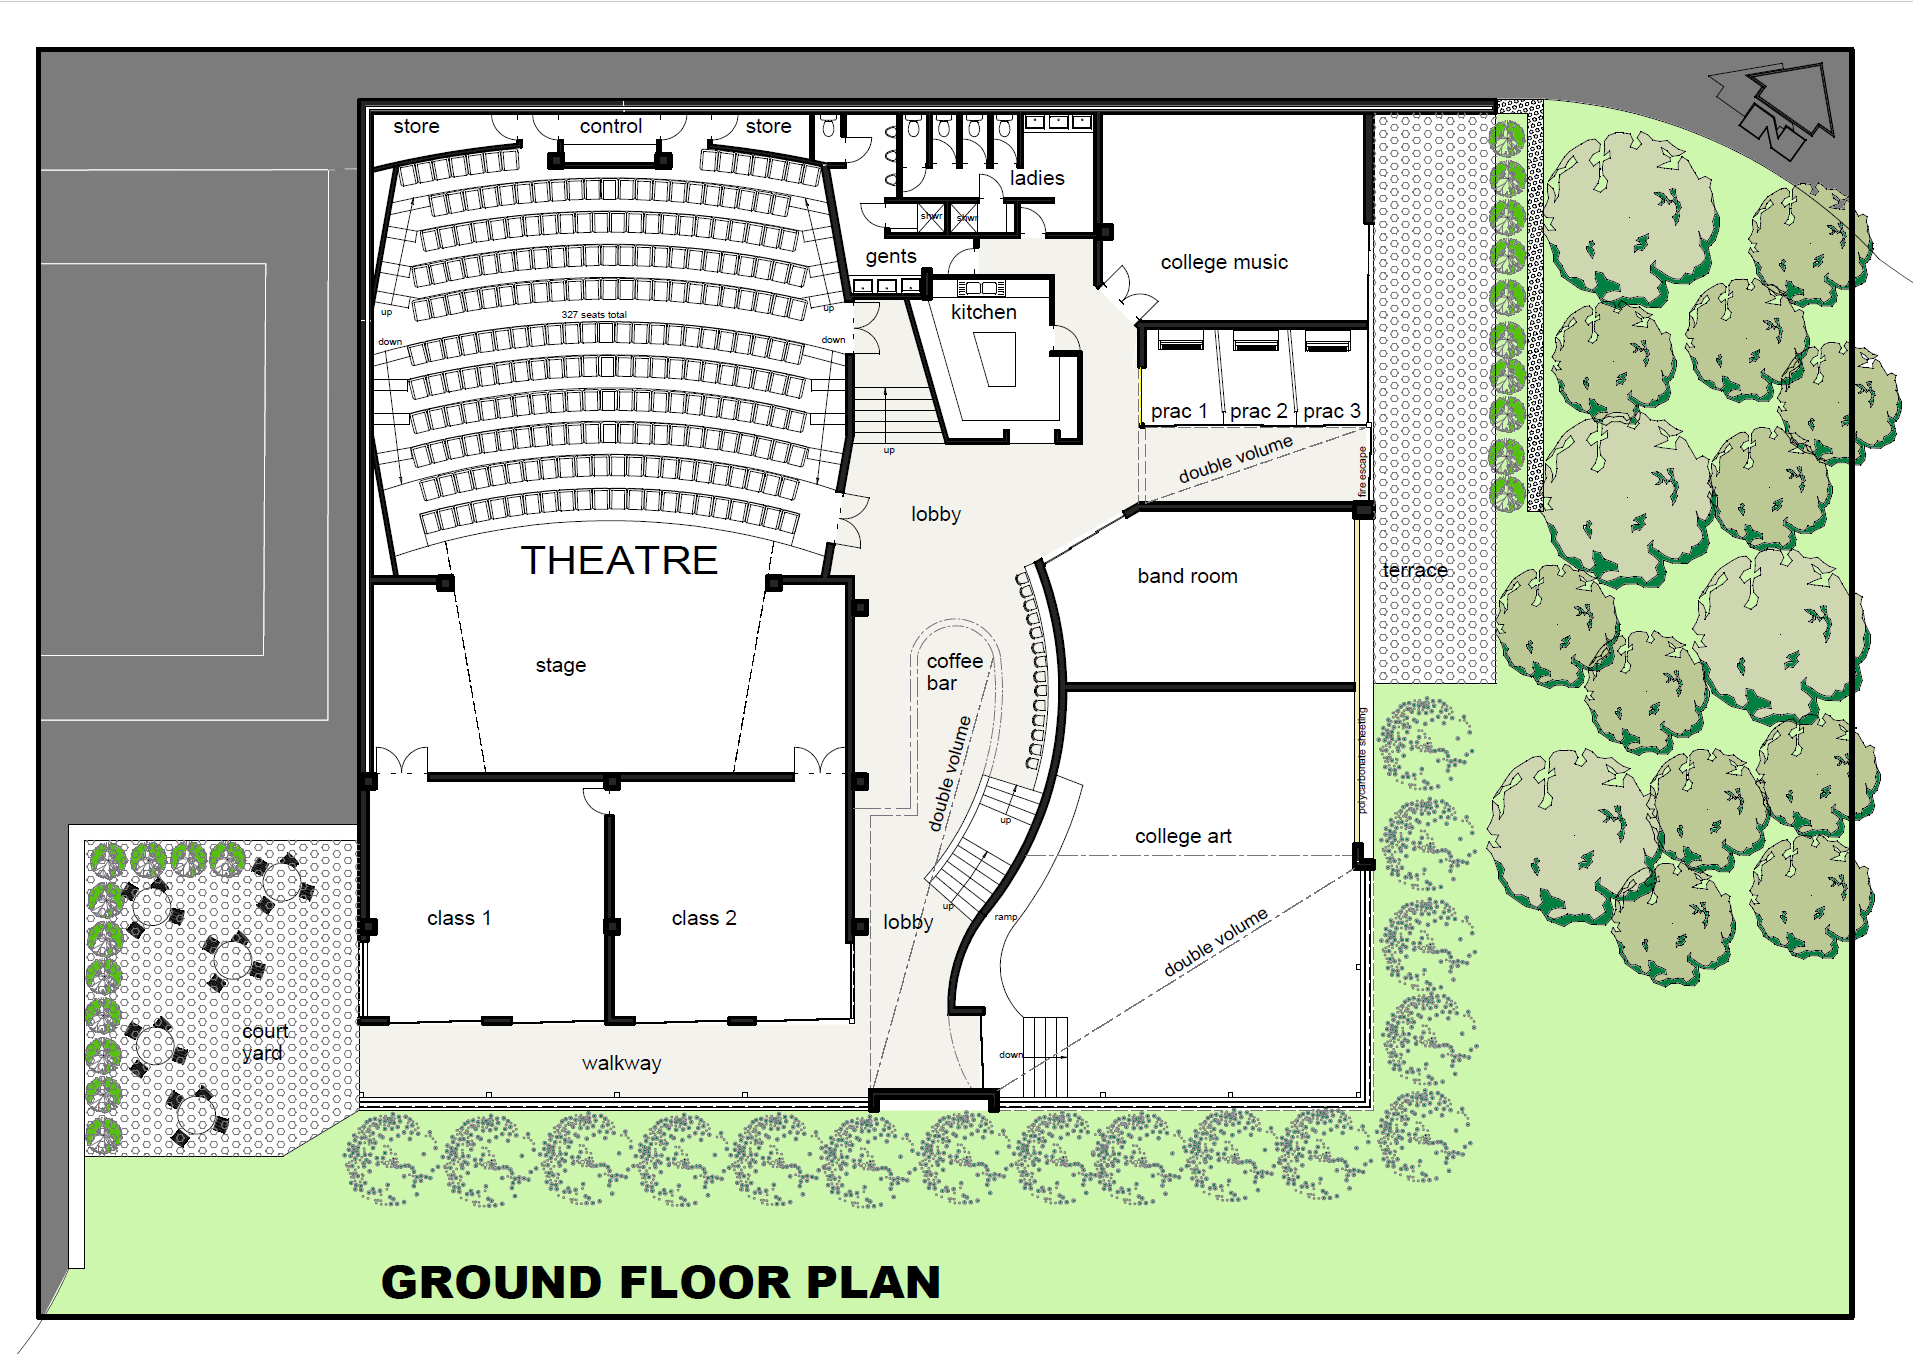 store
control
store
ladies
shwr
shwr
gents
college music
kitchen
up
327 seats total
up
down
down
prac 1
prac 2
prac 3
up
double volume
fire escape
lobby
THEATRE
band room
terrace
stage
coffee
bar
double volume
polycarbonate sheeting
up
college art
class 1
class 2
up
lobby
ramp
double volume
court
yard
walkway
down
GROUND FLOOR PLAN